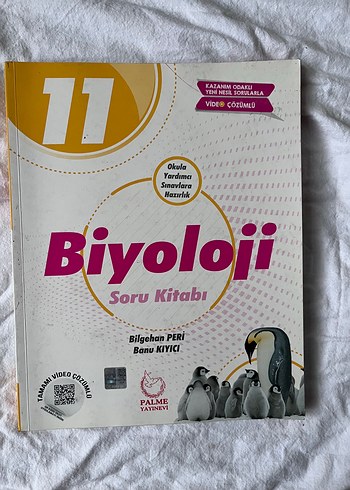 11
KAZANIM ODAKLI
YENİ NESİL SORULARLA
VİDEO ÇÖZÜMLÜ
Okula
Yardımcı
Sınavlara
Hazırlık
Biyoloji
Soru Kitabı
Bilgehan PERİ
Banu KIYICI
TAMAMI VİDEO ÇÖZÜMLÜ
PALME
YAYINEVİ